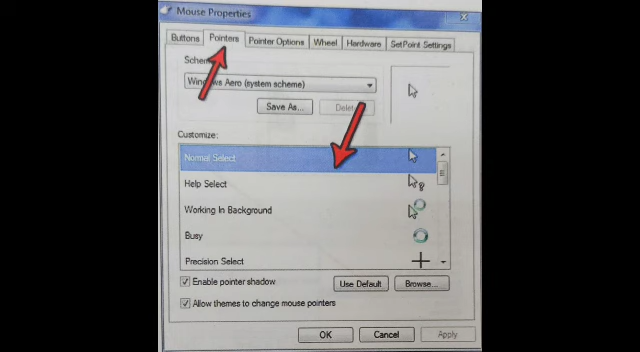 Mouse Properties
Buttons Pointers Pointer Options Wheel Hardware SetPoint Settings
Windows Aero (system scheme)
Save As... Delete
Customize:
Normal Select
Help Select
Working In Background
Busy
Precision Select
Enable pointer shadow Use Default Browse...
Allow themes to change mouse pointers
OK Cancel Apply